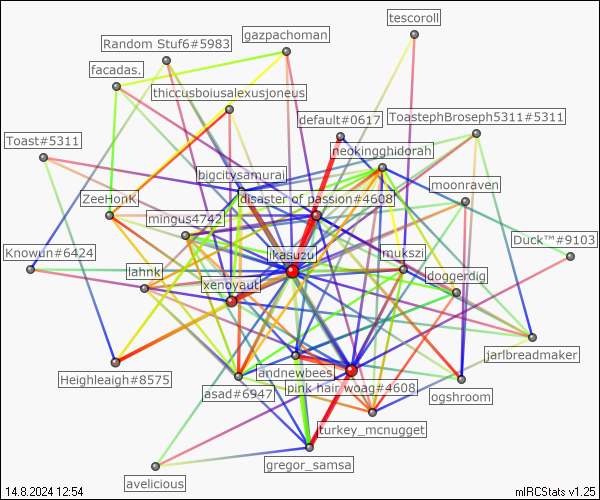 tescoroll
gazpachoman
Random Stuf6#5983
facadas.
thiccusboiusalexusjoneus
default#0617
ToastephBroseph5311#5311
Toast#5311
neokingghidorah
bigcitysamurai
moonraven
ZeeHonK
disaster of passion#4608
mingus4742
Duck™#9103
Knowun#6424
ikasuzu
mukszi
lahnk
xenoyaut
doggerdig
jarlbreadmaker
Heighleaigh#8575
andnewbees
asad#6947
pink hair woag#4608
ogshroom
turkey_mcnugget
gregor_samsa
avelicious
14.8.2024 12:54
mIRCStats v1.25